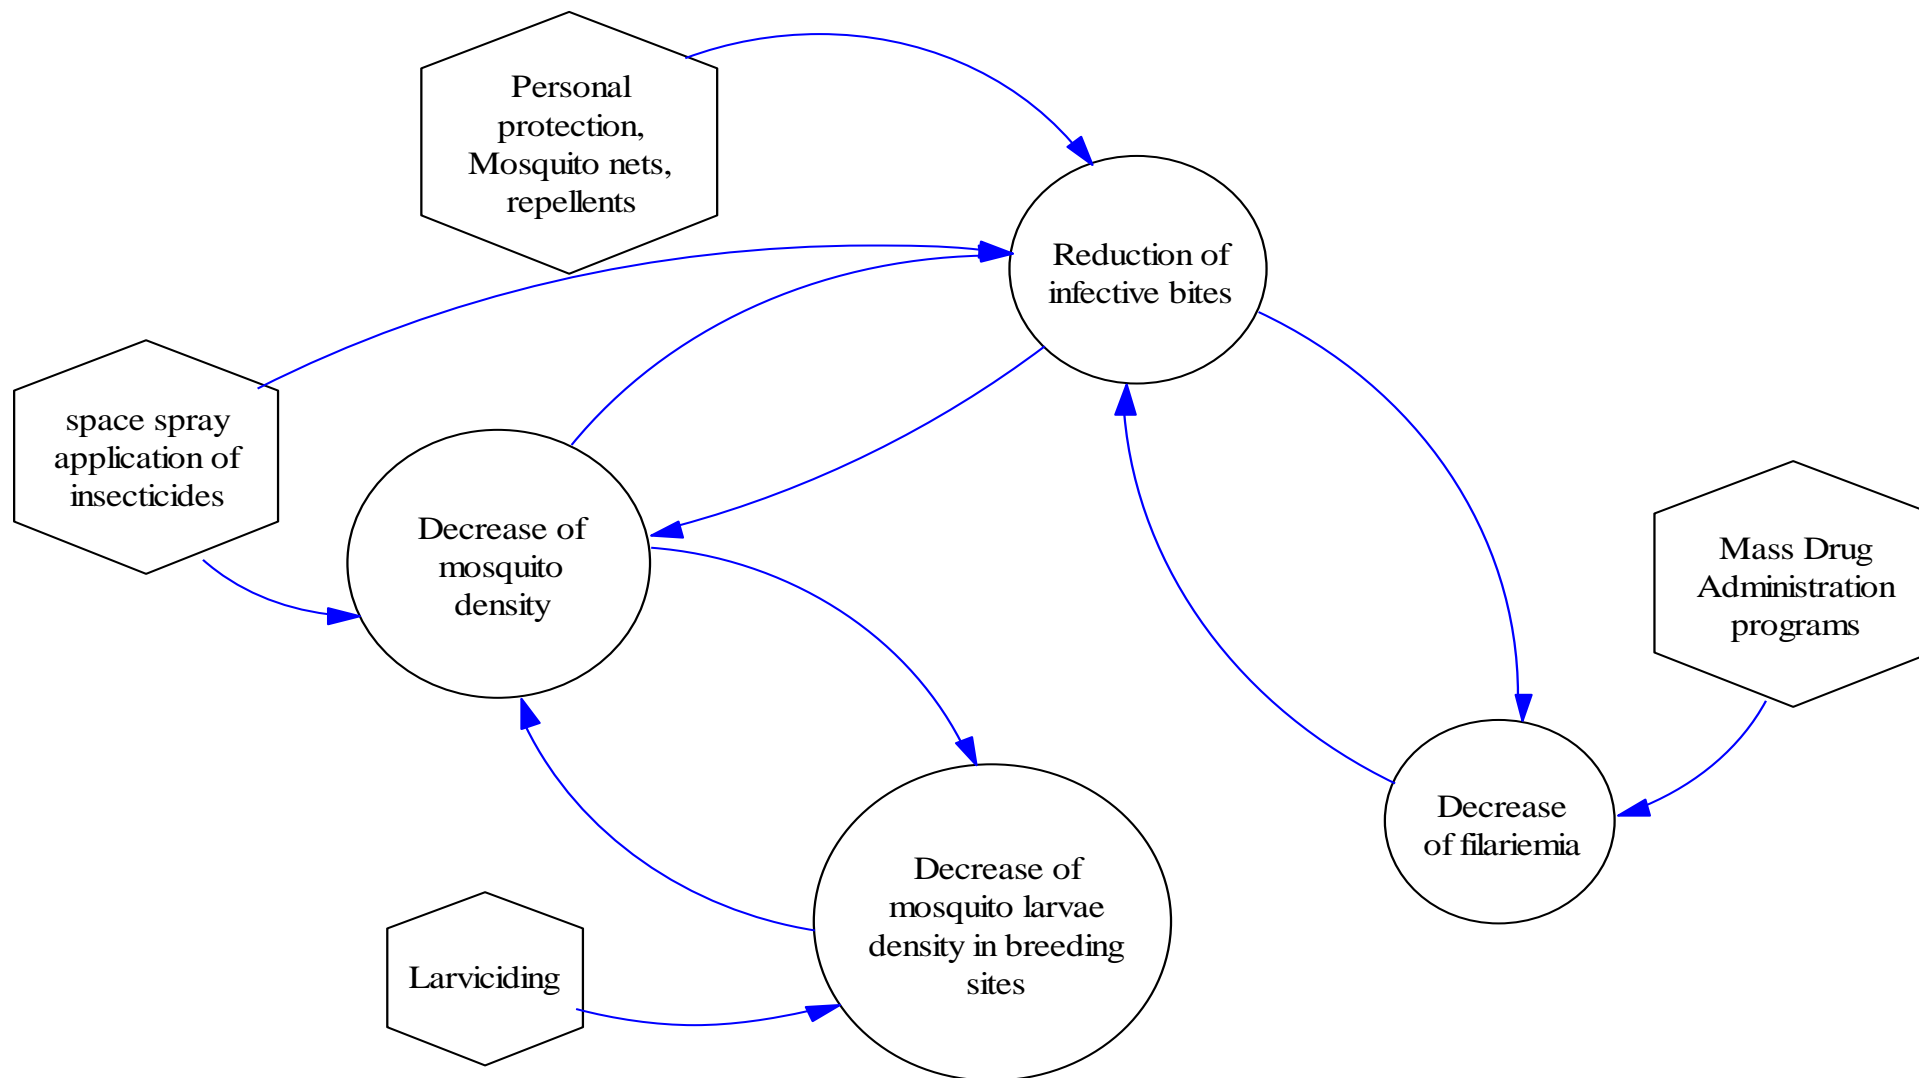 Personal
protection,
Mosquito nets,
repellents
Reduction of
infective bites
space spray
application of
insecticides
Decrease of
mosquito
density
Mass Drug
Administration
programs
Decrease
of filariemia
Decrease of
mosquito larvae
density in breeding
sites
Larviciding